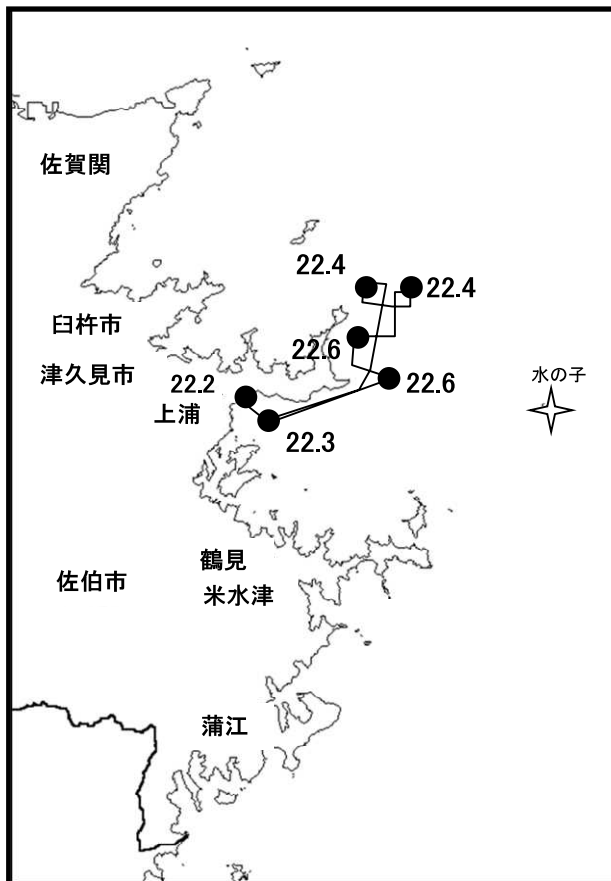 佐賀関
22.4
22.4
臼杵市
22.6
津久見市
水の子
22.2
22.6
上浦
22.3
鶴見
佐伯市
米水津
蒲江